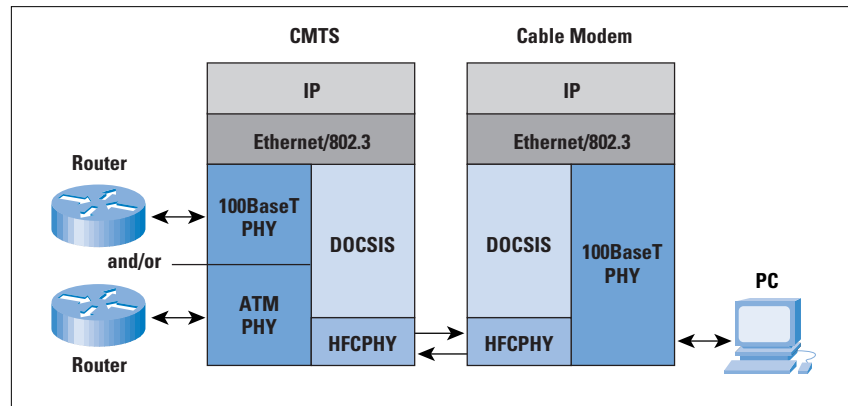 CMTS
Cable Modem
IP
IP
Ethernet/802.3
Ethernet/802.3
Router
100BaseT
PHY
DOCSIS
DOCSIS
100BaseT
PHY
and/or
PC
ATM
PHY
HFCPHY
HFCPHY
Router